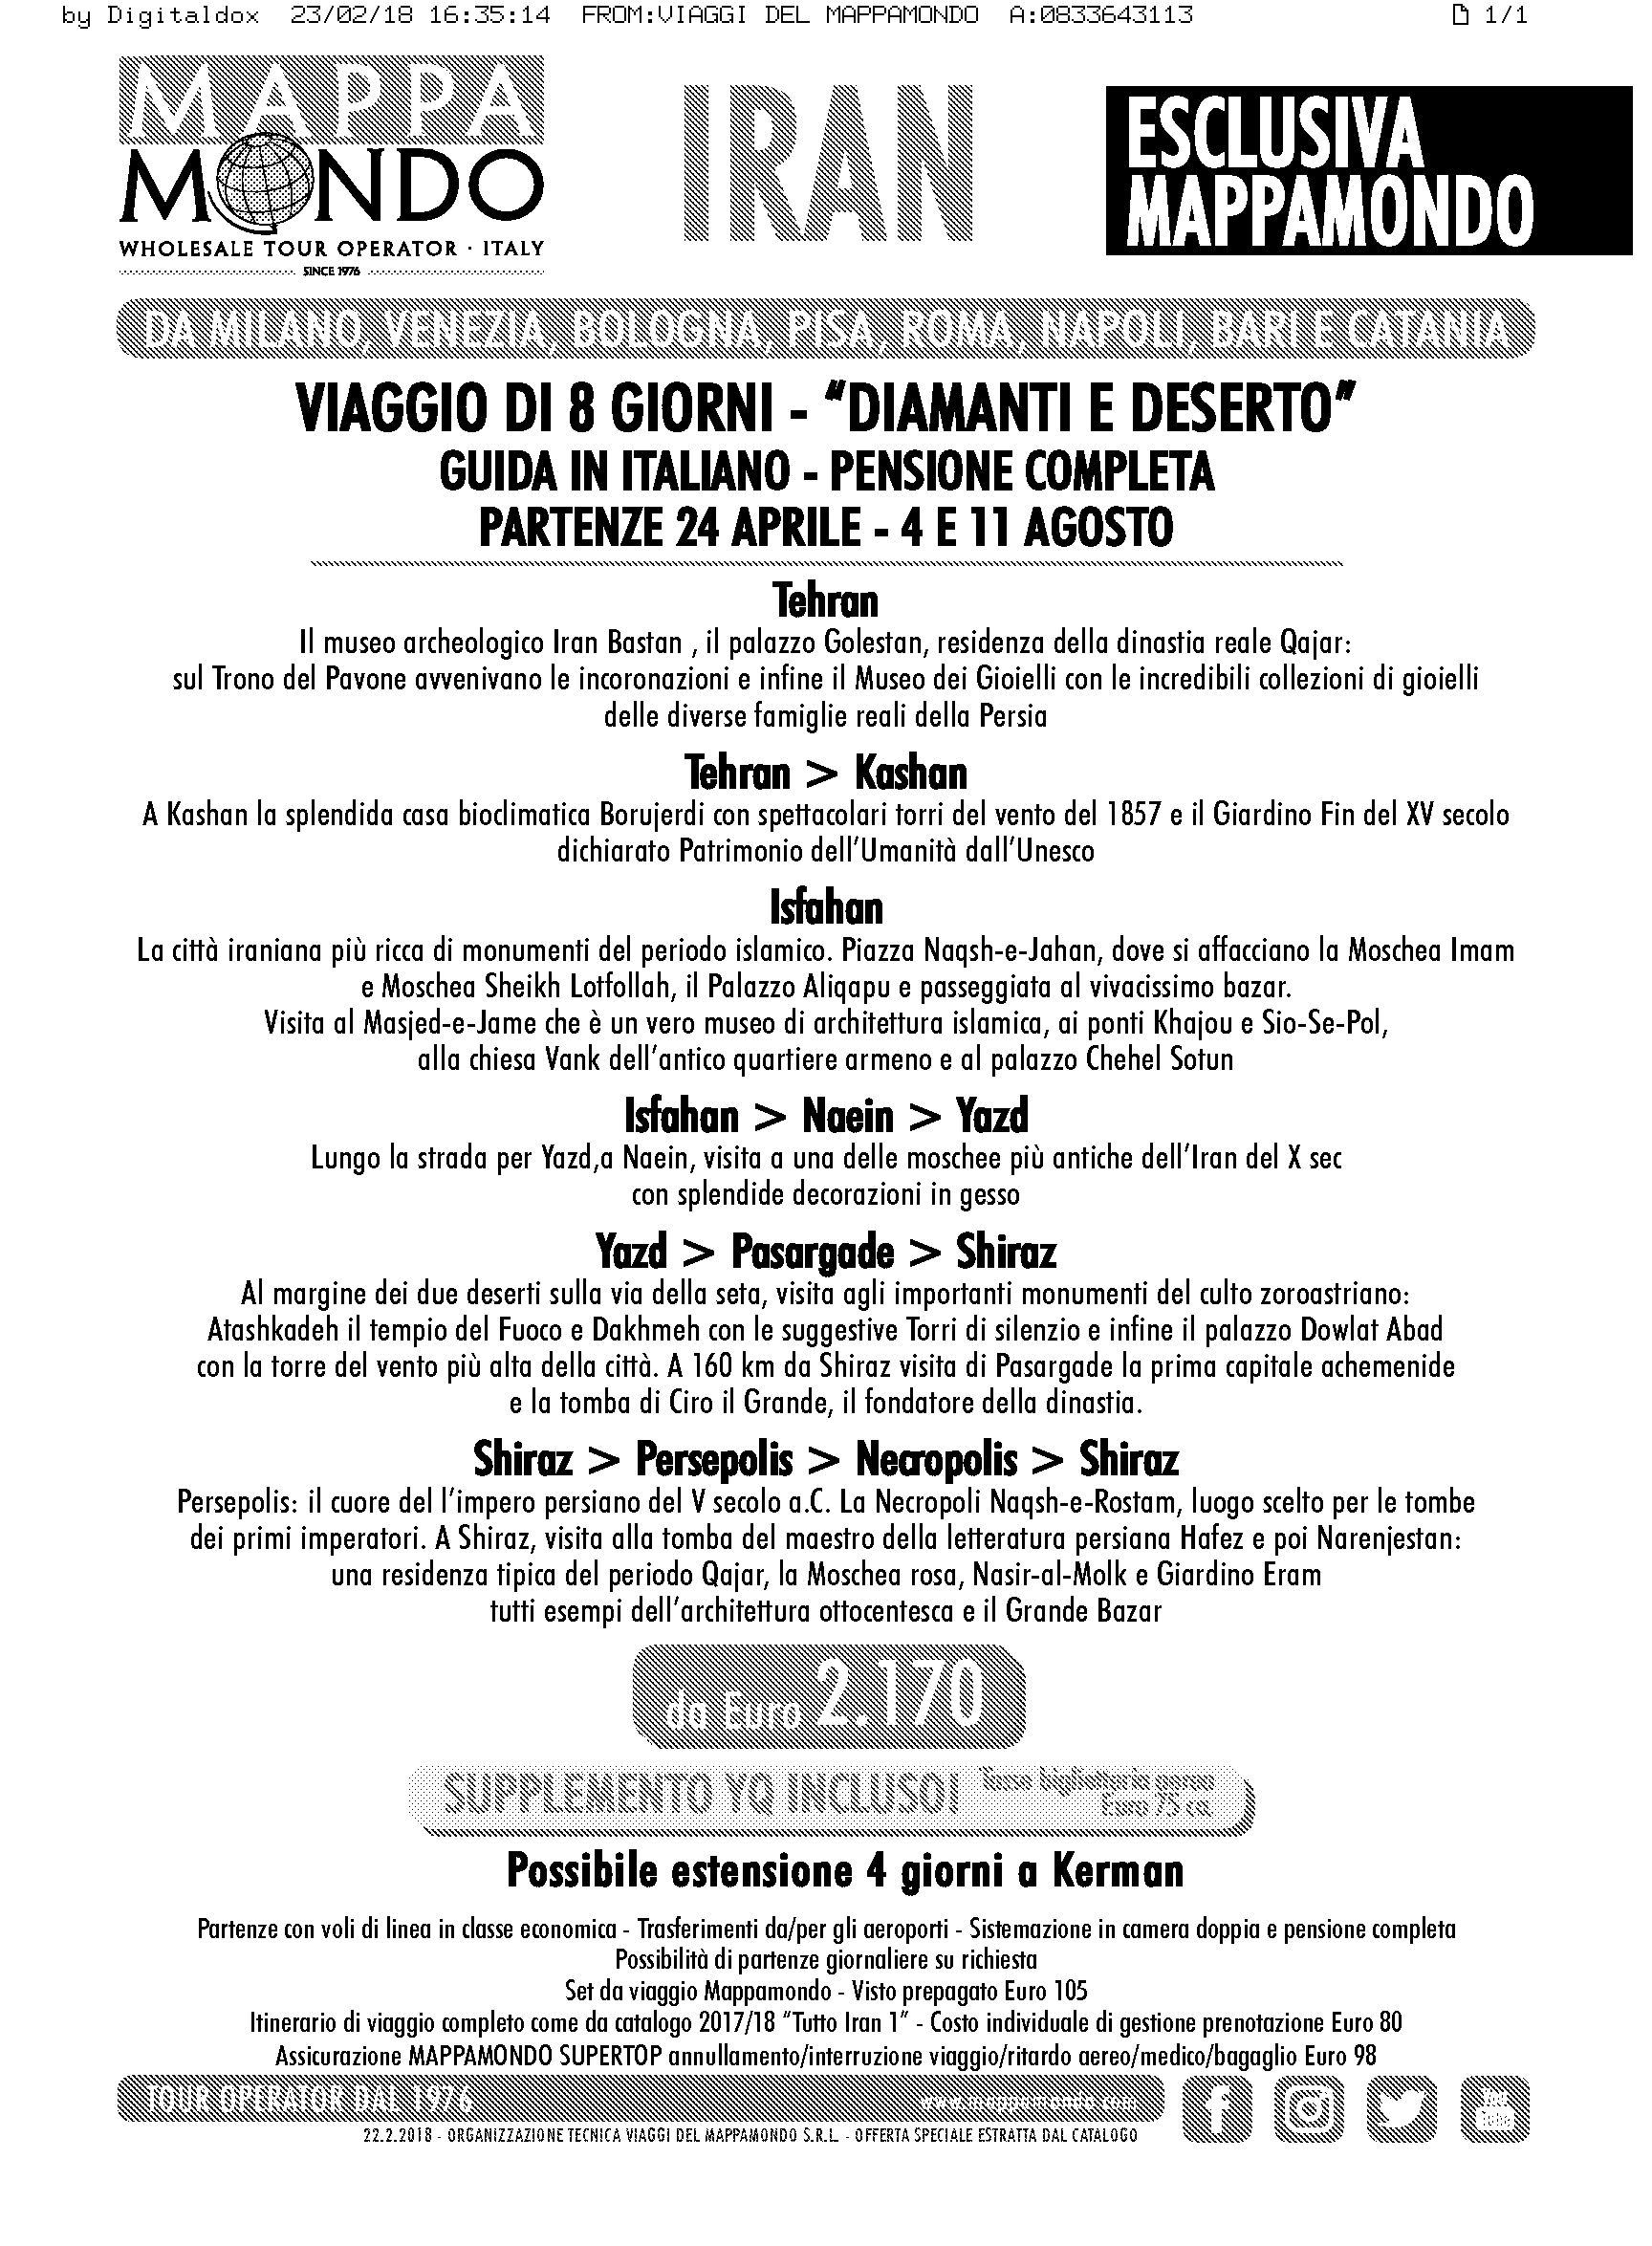 by Digitaldox 23/02/18 16:35:14 FROM:VIAGGI DEL MAPPAMONDO A:0833643113 1/1
MAPPA
MONDO
WHOLESALE TOUR OPERATOR · ITALY
SINCE 1976
IRAN
ESCLUSIVA
MAPPAMONDO
DA MILANO, VENEZIA, BOLOGNA, PISA, ROMA, NAPOLI, BARI E CATANIA
VIAGGIO DI 8 GIORNI - "DIAMANTI E DESERTO"
GUIDA IN ITALIANO - PENSIONE COMPLETA
PARTENZE 24 APRILE - 4 E 11 AGOSTO
Tehran
Il museo archeologico Iran Bastan , il palazzo Golestan, residenza della dinastia reale Qajar:
sul Trono del Pavone avvenivano le incoronazioni e infine il Museo dei Gioielli con le incredibili collezioni di gioielli
delle diverse famiglie reali della Persia
Tehran > Kashan
A Kashan la splendida casa bioclimatica Borujerdi con spettacolari torri del vento del 1857 e il Giardino Fin del XV secolo
dichiarato Patrimonio dell'Umanità dall'Unesco
Isfahan
La città iraniana più ricca di monumenti del periodo islamico. Piazza Naqsh-e-Jahan, dove si affacciano la Moschea Imam
e Moschea Sheikh Lotfollah, il Palazzo Aliqapu e passeggiata al vivacissimo bazar.
Visita al Masjed-e-Jame che è un vero museo di architettura islamica, ai ponti Khajou e Sio-Se-Pol,
alla chiesa Vank dell'antico quartiere armeno e al palazzo Chehel Sotun
Isfahan > Naein > Yazd
Lungo la strada per Yazd,a Naein, visita a una delle moschee più antiche dell'Iran del X sec
con splendide decorazioni in gesso
Yazd > Pasargade > Shiraz
Al margine dei due deserti sulla via della seta, visita agli importanti monumenti del culto zoroastriano:
Atashkadeh il tempio del Fuoco e Dakhmeh con le suggestive Torri di silenzio e infine il palazzo Dowlat Abad
con la torre del vento più alta della città. A 160 km da Shiraz visita di Pasargade la prima capitale achemenide
e la tomba di Ciro il Grande, il fondatore della dinastia.
Shiraz > Persepolis > Necropolis > Shiraz
Persepolis: il cuore del l'impero persiano del V secolo a.C. La Necropoli Naqsh-e-Rostam, luogo scelto per le tombe
dei primi imperatori. A Shiraz, visita alla tomba del maestro della letteratura persiana Hafez e poi Narenjestan:
una residenza tipica del periodo Qajar, la Moschea rosa, Nasir-al-Molk e Giardino Eram
tutti esempi dell'architettura ottocentesca e il Grande Bazar
da Euro 2.170
SUPPLEMENTO YQ INCLUSO! Tasse biglietteria aerea
Euro 75 ca.
Possibile estensione 4 giorni a Kerman
Partenze con voli di linea in classe economica - Trasferimenti da/per gli aeroporti - Sistemazione in camera doppia e pensione completa
Possibilità di partenze giornaliere su richiesta
Set da viaggio Mappamondo - Visto prepagato Euro 105
Itinerario di viaggio completo come da catalogo 2017/18 "Tutto Iran 1" - Costo individuale di gestione prenotazione Euro 80
Assicurazione MAPPAMONDO SUPERTOP annullamento/interruzione viaggio/ritardo aereo/medico/bagaglio Euro 98
TOUR OPERATOR DAL 1976 www.mappamondo.com
You Tube
22.2.2018 - ORGANIZZAZIONE TECNICA VIAGGI DEL MAPPAMONDO S.R.L. - OFFERTA SPECIALE ESTRATTA DAL CATALOGO